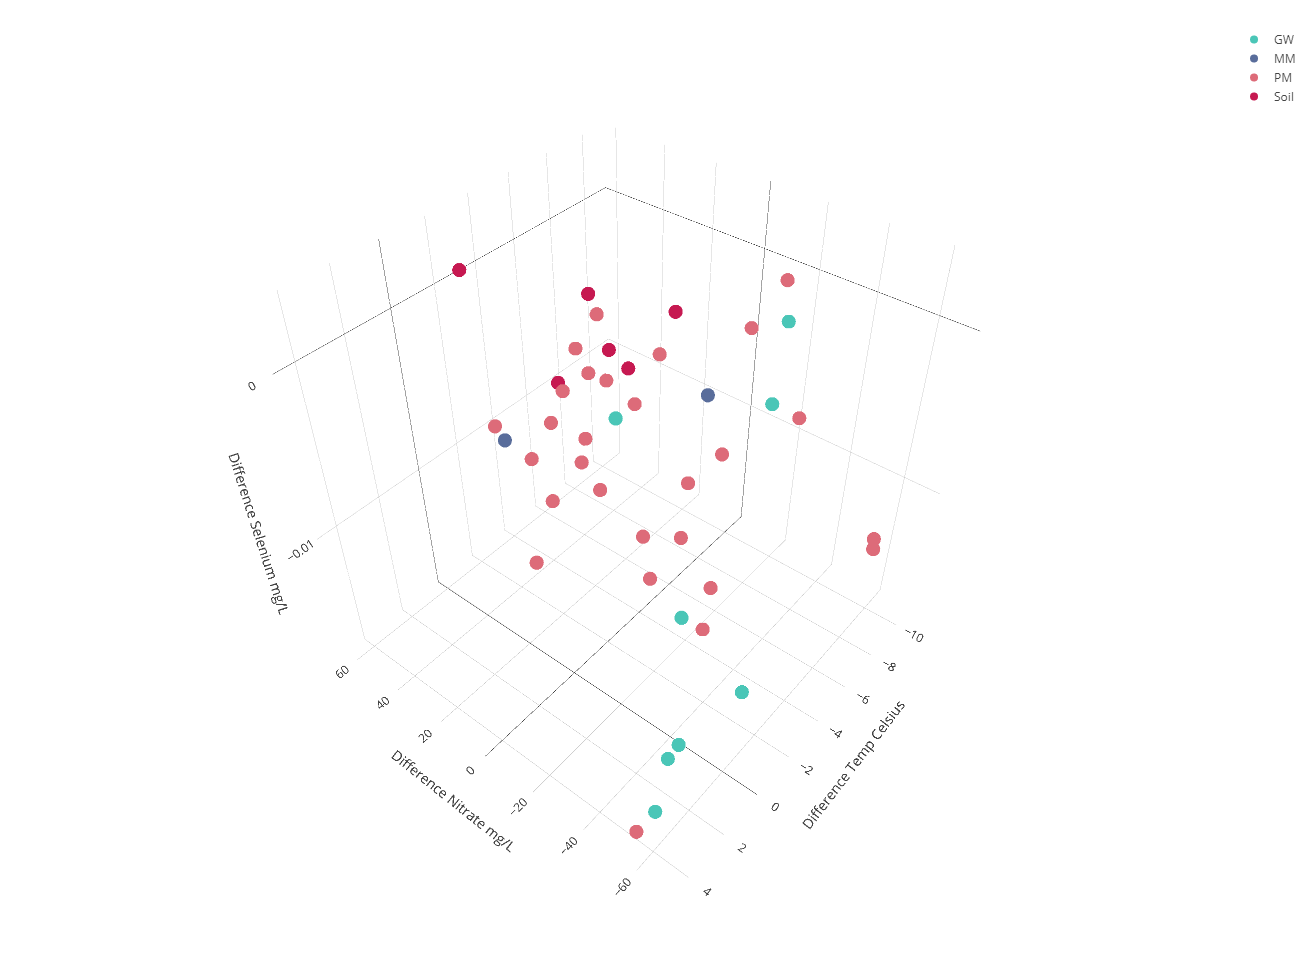 GW
MM
PM
Soil
0
−0.01
Difference Selenium mg/L
60
40
20
0
−20
−40
−60
Difference Nitrate mg/L
−10
−8
−6
−4
−2
0
2
4
Difference Temp Celsius